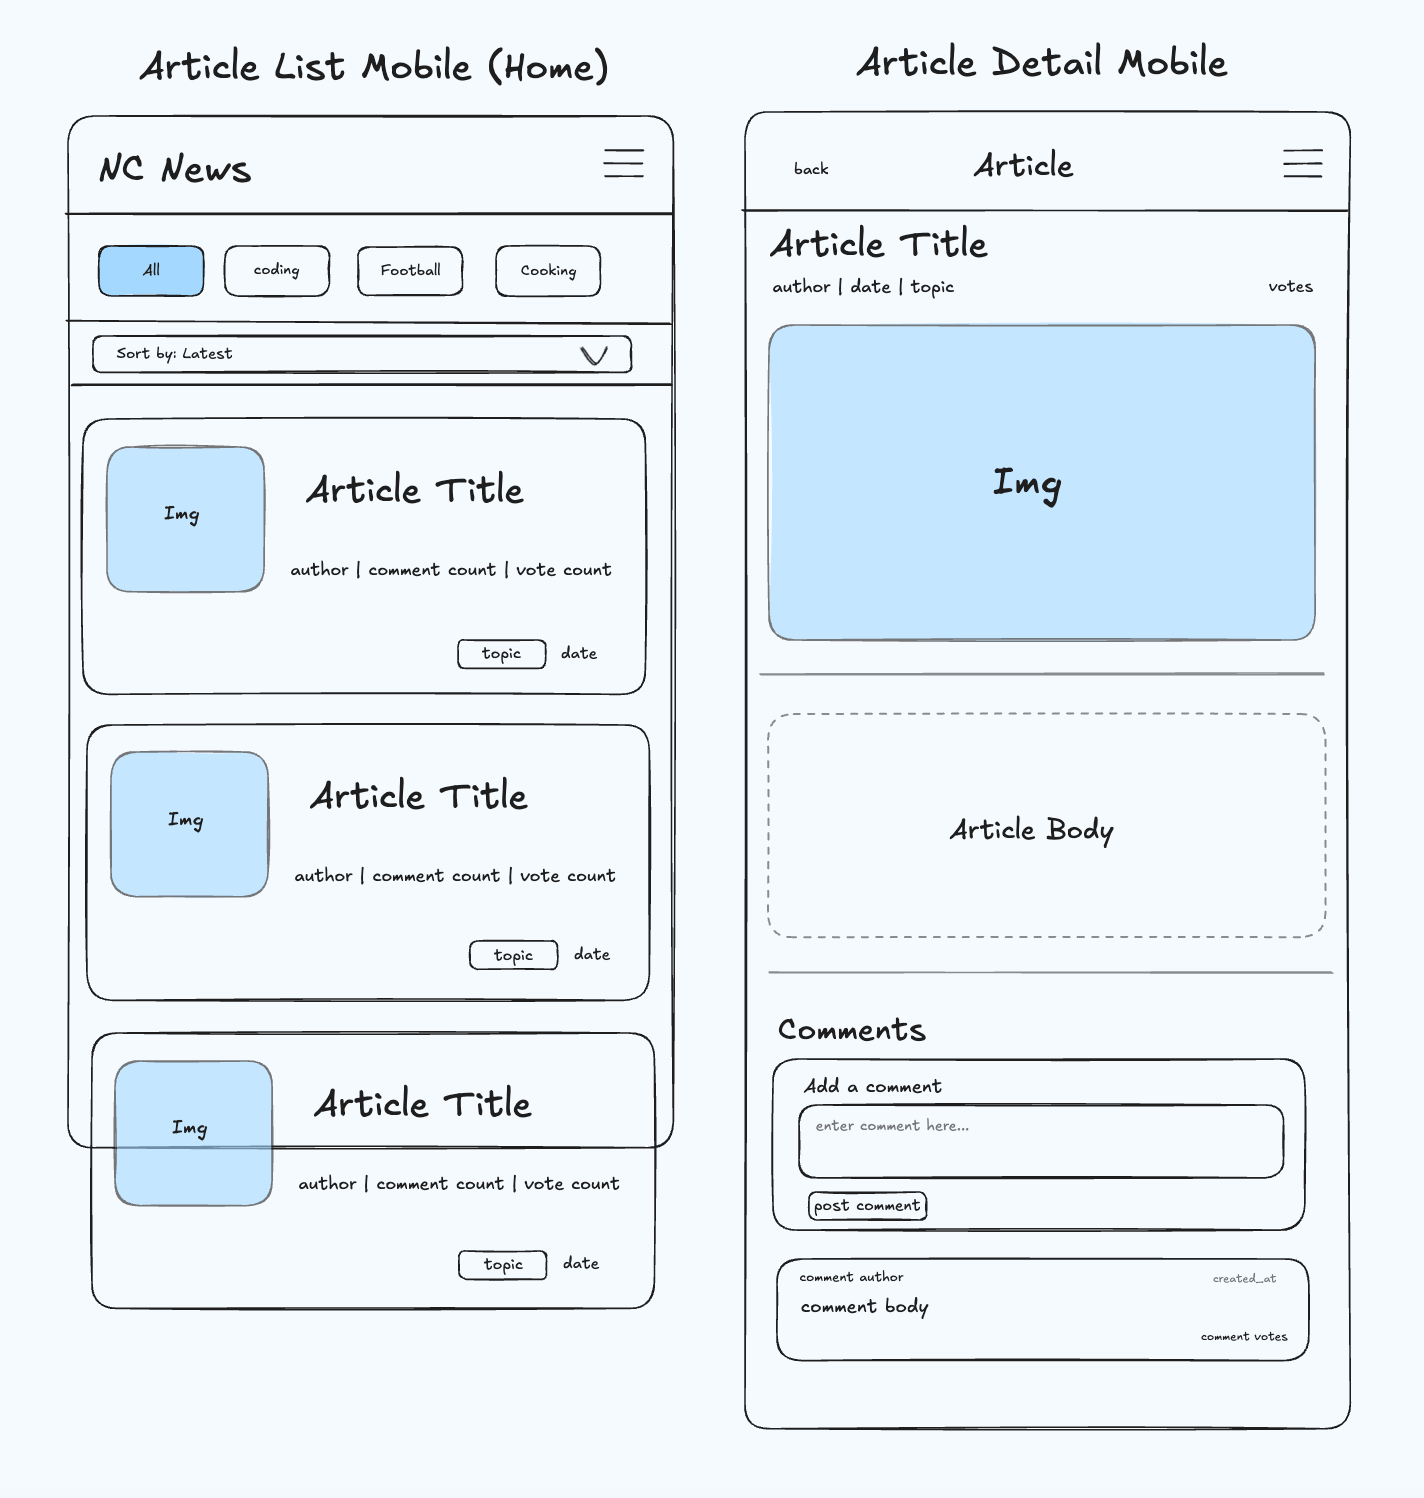 Article List Mobile (Home)
NC News
All
coding
Football
Cooking
Sort by: Latest
Img
Article Title
author | comment count | vote count
topic
date
Img
Article Title
author | comment count | vote count
topic
date
Img
Article Title
author | comment count | vote count
topic
date
Article Detail Mobile
back
Article
Article Title
author | date | topic
votes
Img
Article Body
Comments
Add a comment
enter comment here...
post comment
comment author
created_at
comment body
comment votes